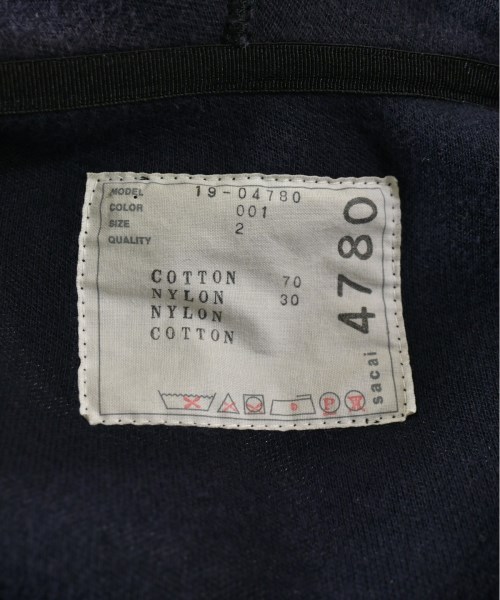 MODEL 19-04780
COLOR 001
SIZE 2
QUALITY
COTTON 70
NYLON 30
NYLON
COTTON
P
sacai 4780